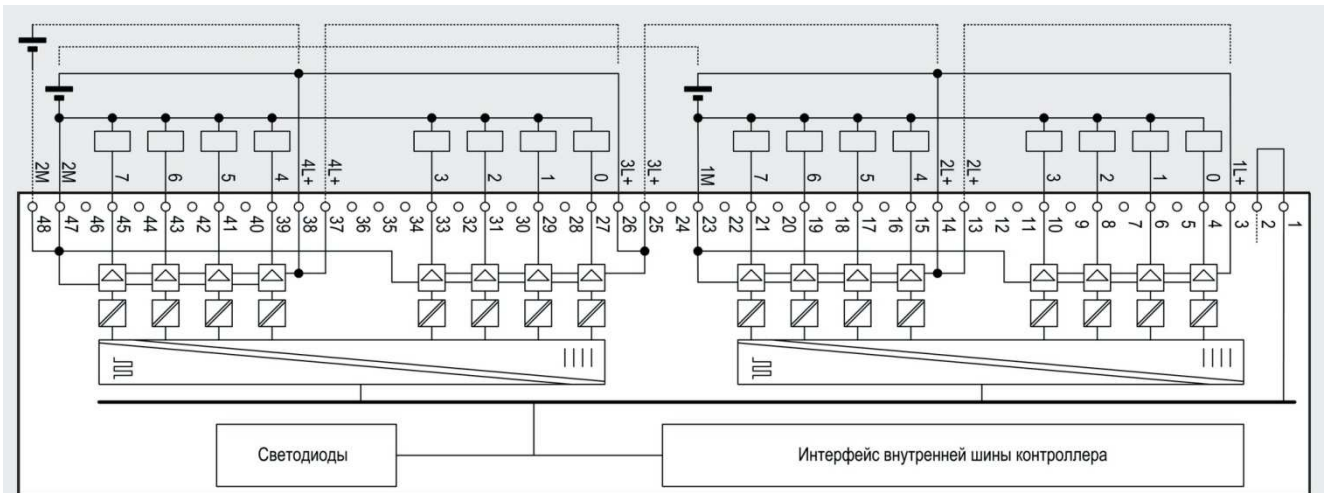 2M 2M 7 6 5 4 4L+ 4L+ 3 2 1 0 3L+ 3L+ 1M 7 6 5 4 2L+ 2L+ 3 2 1 0 1L+
48 47 46 45 44 43 42 41 40 39 38 37 36 35 34 33 32 31 30 29 28 27 26 25 24 23 22 21 20 19 18 17 16 15 14 13 12 11 10 9 8 7 6 5 4 3 2 1
Светодиоды
Интерфейс внутренней шины контроллера